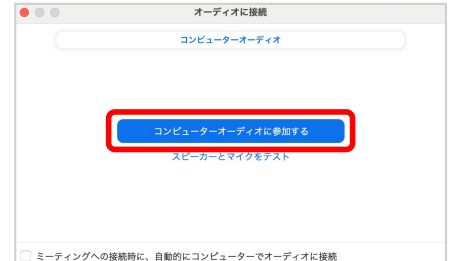 オーディオに接続
コンピューターオーディオ
コンピューターオーディオに参加する
スピーカーとマイクをテスト
ミーティングへの接続時に、自動的にコンピューターでオーディオに接続